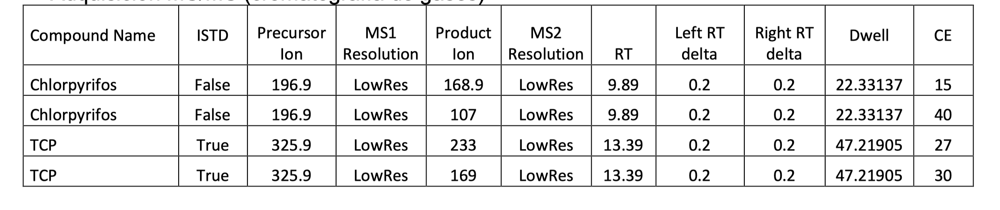 Compound Name ISTD Precursor Ion MS1 Resolution Product Ion MS2 Resolution RT Left RT delta Right RT delta Dwell CE
Chlorpyrifos False 196.9 LowRes 168.9 LowRes 9.89 0.2 0.2 22.33137 15
Chlorpyrifos False 196.9 LowRes 107 LowRes 9.89 0.2 0.2 22.33137 40
TCP True 325.9 LowRes 233 LowRes 13.39 0.2 0.2 47.21905 27
TCP True 325.9 LowRes 169 LowRes 13.39 0.2 0.2 47.21905 30